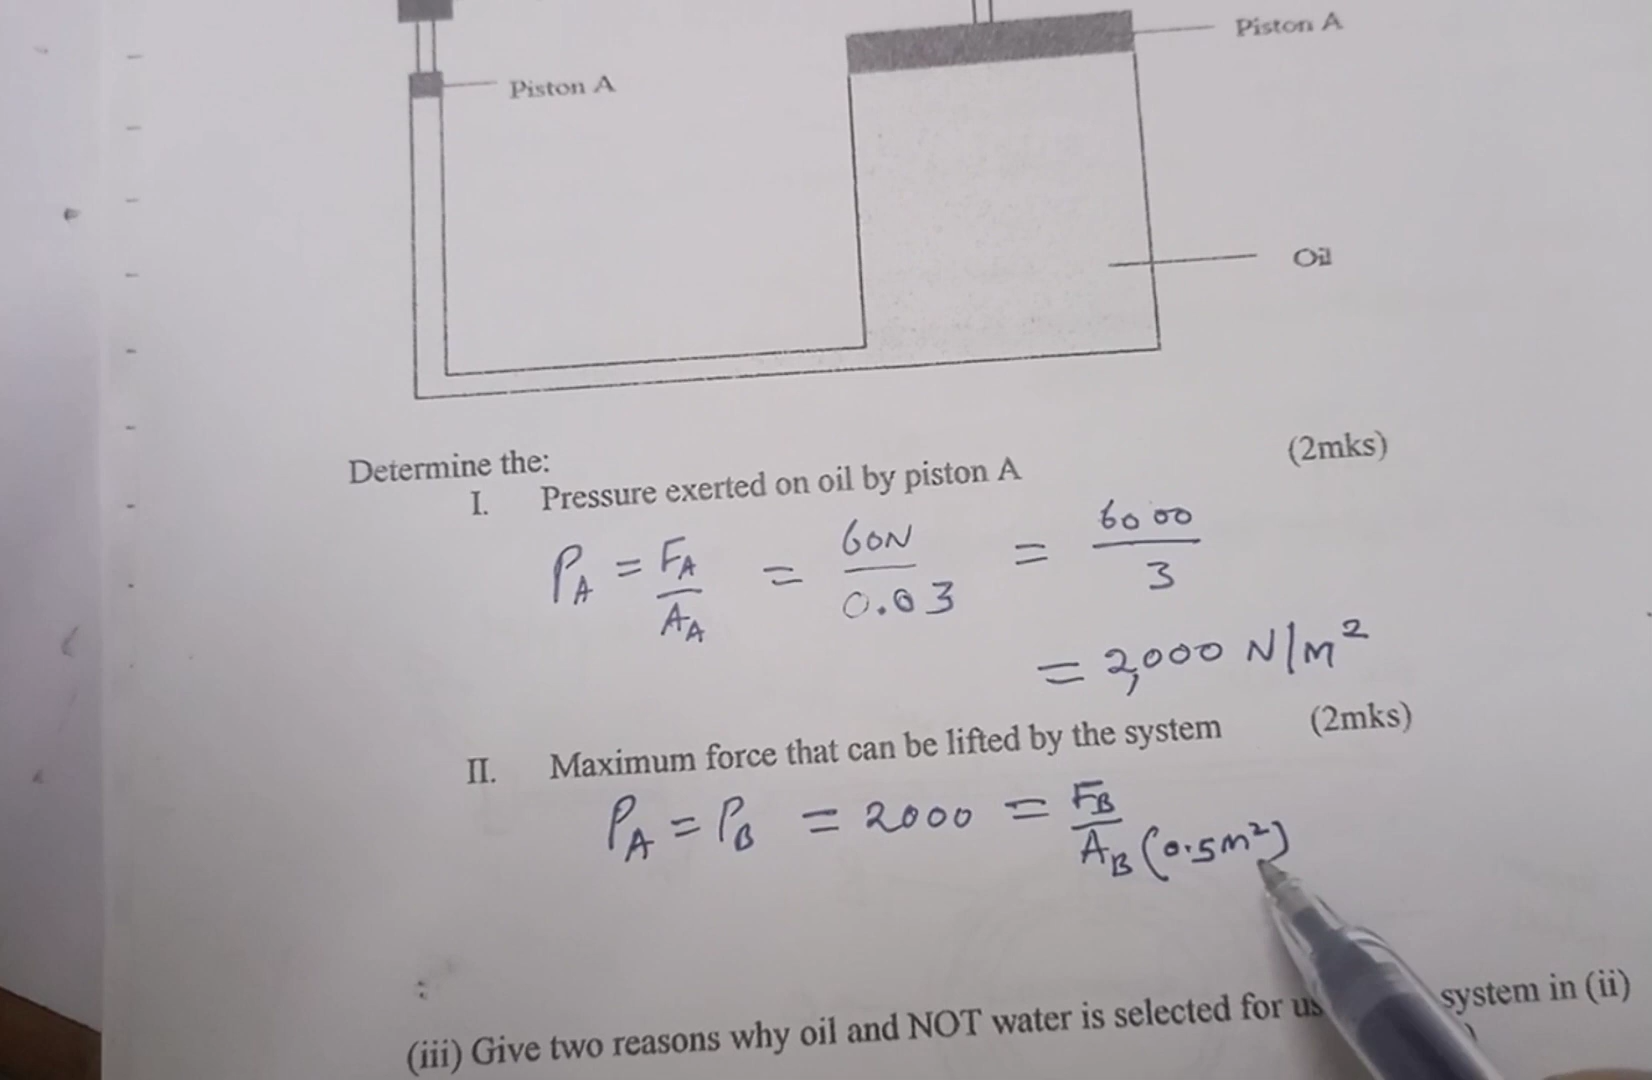 Piston A
Piston A
Oil
Determine the:
I. Pressure exerted on oil by piston A (2mks)
P_A = F_A / A_A = 60N / 0.03 = 6000 / 3
= 2,000 N/m²
II. Maximum force that can be lifted by the system (2mks)
P_A = P_B = 2000 = F_B / A_B (0.5m²)
(iii) Give two reasons why oil and NOT water is selected for us system in (ii)